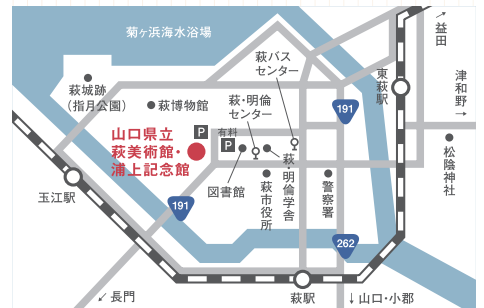 菊ヶ浜海水浴場
↗益田
萩城跡
（指月公園）
萩博物館
萩バス
センター
東萩駅
津和野→
萩・明倫
センター
191
P
有料
P
山口県立
萩美術館・
浦上記念館
図書館
萩・明倫学舎
萩市役所
警察署
松陰神社
玉江駅
191
262
↙長門
萩駅
↓山口・小郡